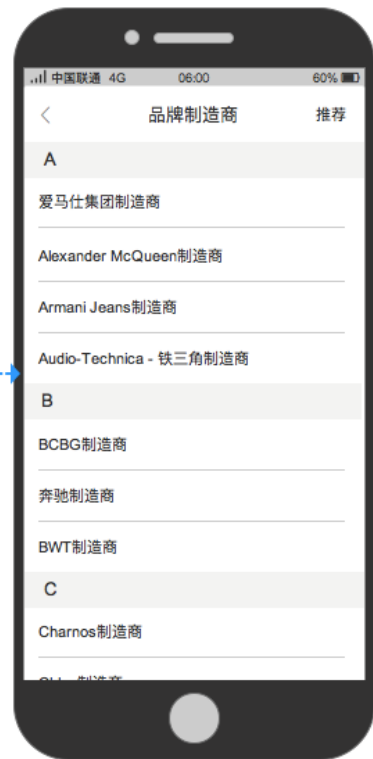 中国联通 4G 06:00 60%
品牌制造商 推荐
A
爱马仕集团制造商
Alexander McQueen制造商
Armani Jeans制造商
Audio-Technica - 铁三角制造商
B
BCBG制造商
奔驰制造商
BWT制造商
C
Charnos制造商